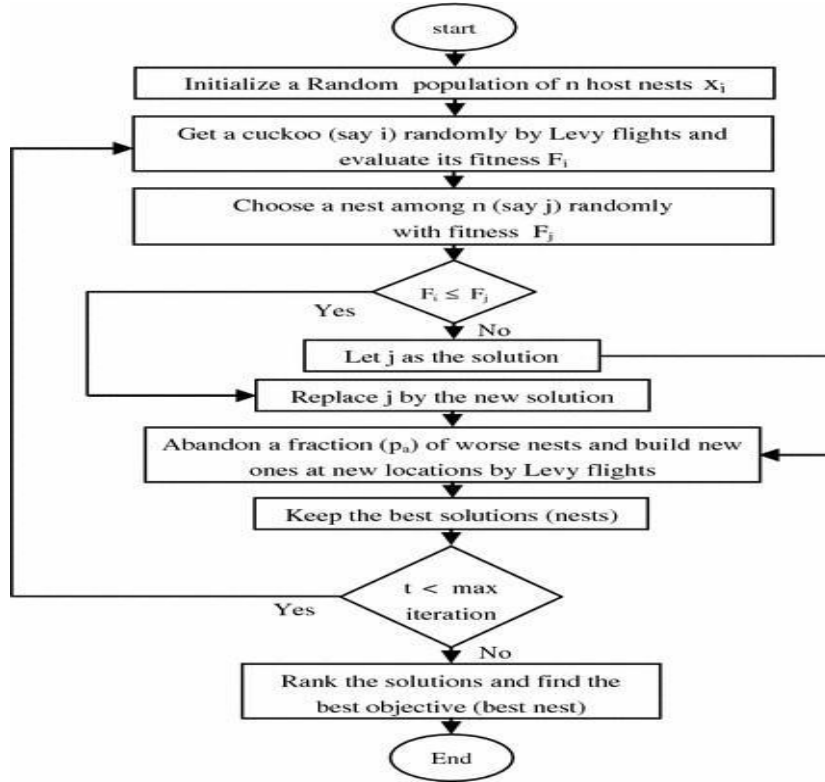 start
Initialize a Random population of n host nests xᵢ
Get a cuckoo (say i) randomly by Levy flights and
evaluate its fitness Fᵢ
Choose a nest among n (say j) randomly
with fitness Fⱼ
Fᵢ ≤ Fⱼ
Yes
No
Let j as the solution
Replace j by the new solution
Abandon a fraction (pₐ) of worse nests and build new
ones at new locations by Levy flights
Keep the best solutions (nests)
t < max
iteration
Yes
No
Rank the solutions and find the
best objective (best nest)
End